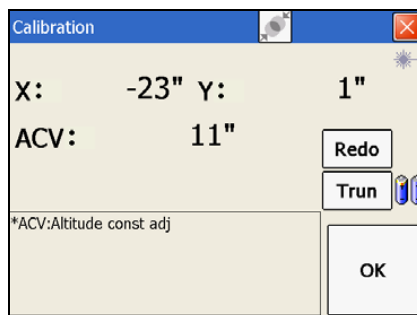 Calibration
X: -23" Y: 1"
ACV: 11"
Redo
Trun
*ACV:Altitude const adj
OK